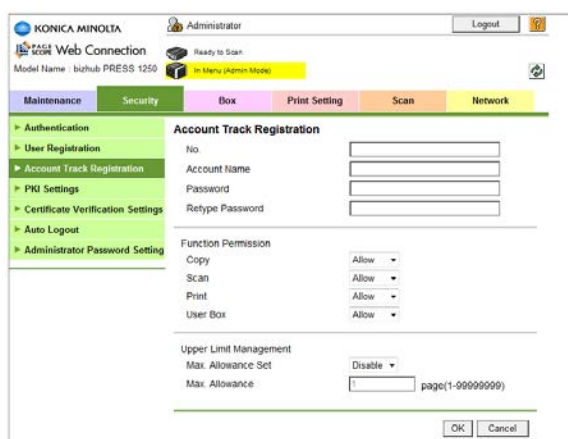 KONICA MINOLTA
Administrator
Logout
?
PAGE SCOPE Web Connection
Ready to Scan
Model Name : bizhub PRESS 1250
In Menu (Admin Mode)
Maintenance Security Box Print Setting Scan Network
Authentication
User Registration
Account Track Registration
PKI Settings
Certificate Verification Settings
Auto Logout
Administrator Password Setting
Account Track Registration
No.
Account Name
Password
Retype Password
Function Permission
Copy Allow
Scan Allow
Print Allow
User Box Allow
Upper Limit Management
Max. Allowance Set Disable
Max. Allowance 1 page(1-99999999)
OK Cancel